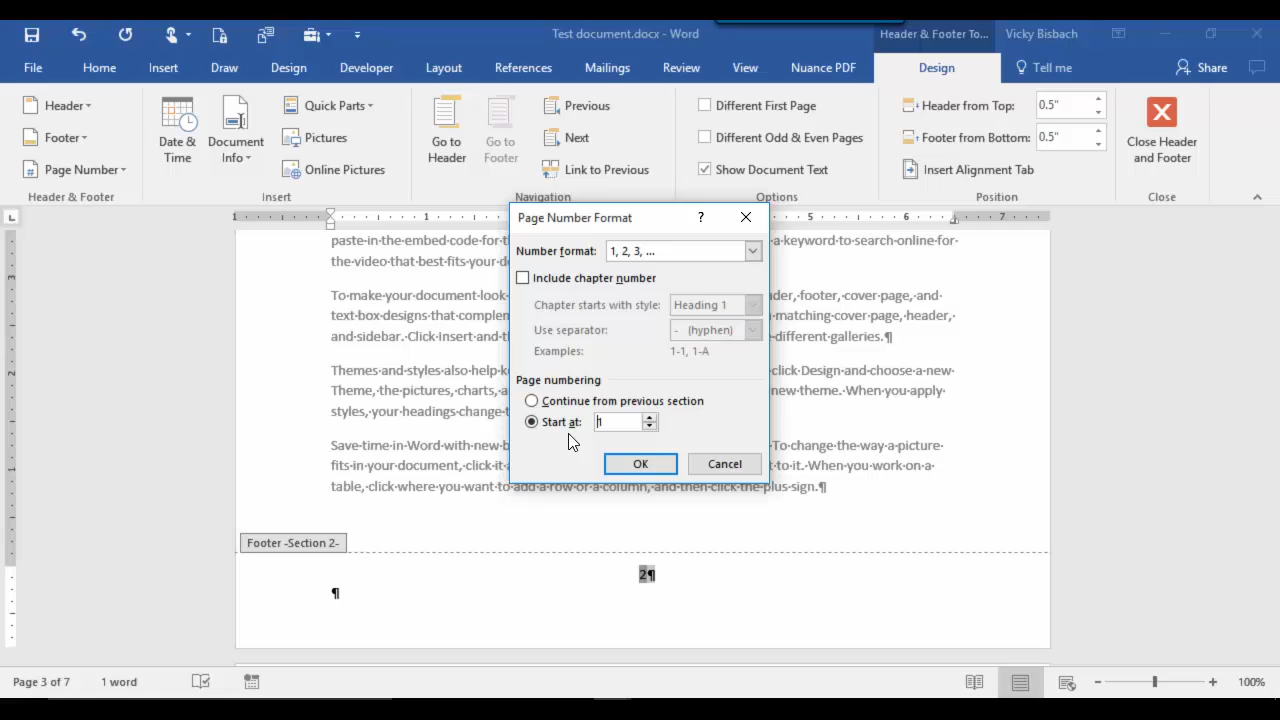 Test document.docx - Word
Header & Footer To...
Vicky Bisbach
File Home Insert Draw Design Developer Layout References Mailings Review View Nuance PDF Design Tell me Share
Header
Footer
Page Number
Header & Footer
Date & Time
Document Info
Quick Parts
Pictures
Online Pictures
Insert
Go to Header
Go to Footer
Previous
Next
Link to Previous
Navigation
Different First Page
Different Odd & Even Pages
Show Document Text
Options
Header from Top: 0.5"
Footer from Bottom: 0.5"
Insert Alignment Tab
Position
Close Header and Footer
Close
L
1 1 5 6 7
3
2
1
Page Number Format ?
Number format: 1, 2, 3, ...
Include chapter number
Chapter starts with style: Heading 1
Use separator: - (hyphen)
Examples: 1-1, 1-A
Page numbering
Continue from previous section
Start at: 1
OK Cancel
paste·in·the·embed·code·for·t a·keyword·to·search·online·for·
the·video·that·best·fits·your·d
To·make·your·document·look· der,·footer,·cover·page,·and·
text·box·designs·that·complem matching·cover·page,·header,·
and·sidebar.·Click·Insert·and·t e·different·galleries.¶
Themes·and·styles·also·help·k click·Design·and·choose·a·new·
Theme,·the·pictures,·charts,·a new·theme.·When·you·apply·
styles,·your·headings·change·t
Save·time·in·Word·with·new·b To·change·the·way·a·picture·
fits·in·your·document,·click·it·a t·to·it.·When·you·work·on·a·
table,·click·where·you·want·to·add·a·row·or·a·column,·and·then·click·the·plus·sign.¶
Footer -Section 2-
2¶
¶
Page 3 of 7 1 word 100%